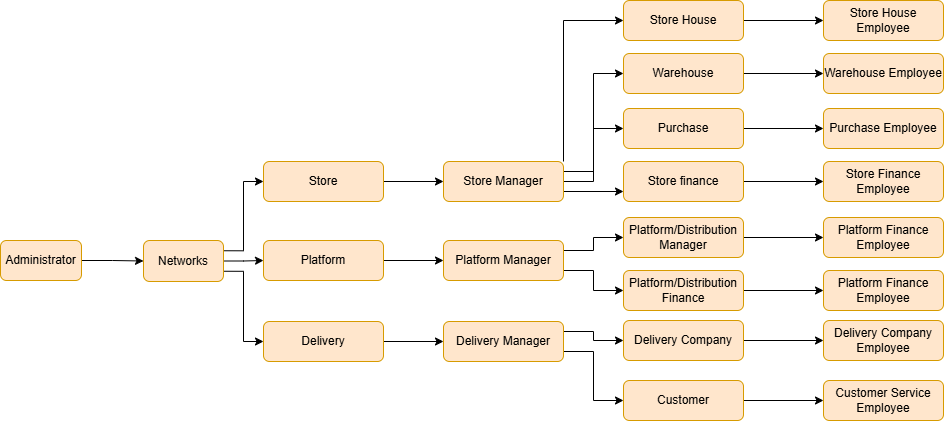 Store House
Store House
Employee
Warehouse
Warehouse Employee
Purchase
Purchase Employee
Store
Store Manager
Store finance
Store Finance
Employee
Platform/Distribution
Manager
Platform Finance
Employee
Administrator
Networks
Platform
Platform Manager
Platform/Distribution
Finance
Platform Finance
Employee
Delivery
Delivery Manager
Delivery Company
Delivery Company
Employee
Customer
Customer Service
Employee